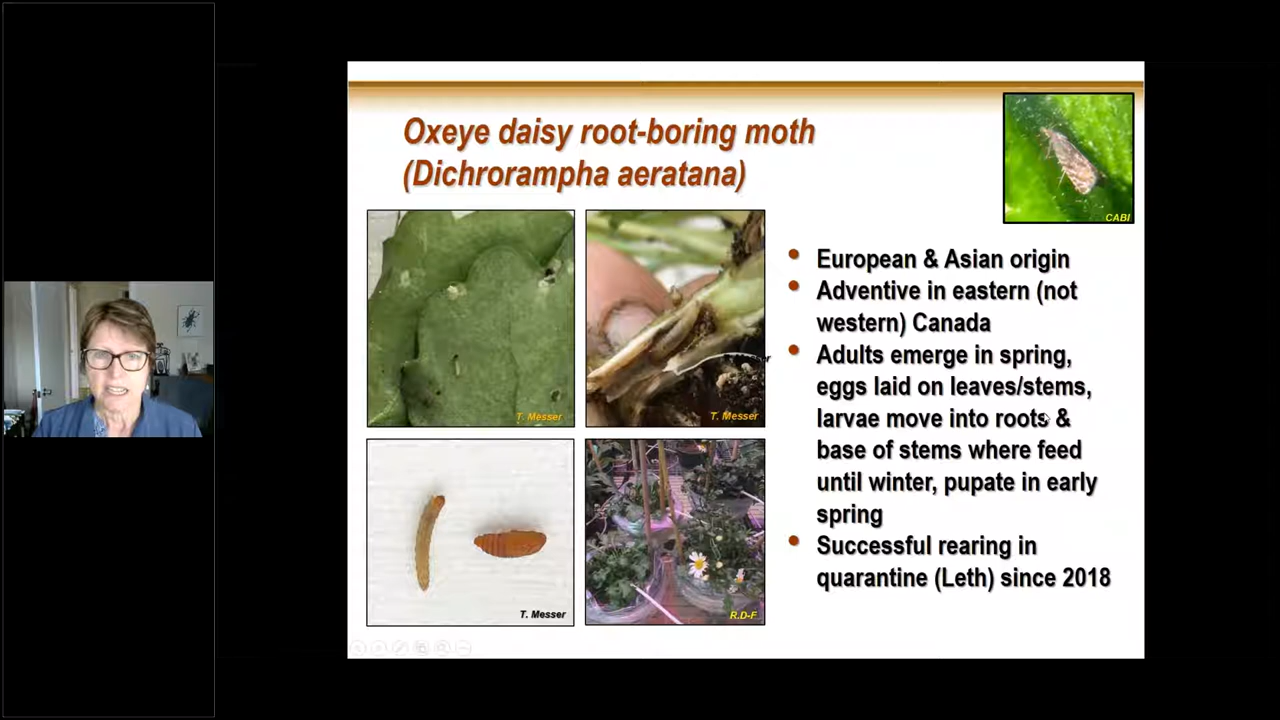 Oxeye daisy root-boring moth
(Dichrorampha aeratana)
CABI
T. Messer
T. Messer
T. Messer
R.D-F
• European & Asian origin
• Adventive in eastern (not
western) Canada
• Adults emerge in spring,
eggs laid on leaves/stems,
larvae move into roots &
base of stems where feed
until winter, pupate in early
spring
• Successful rearing in
quarantine (Leth) since 2018